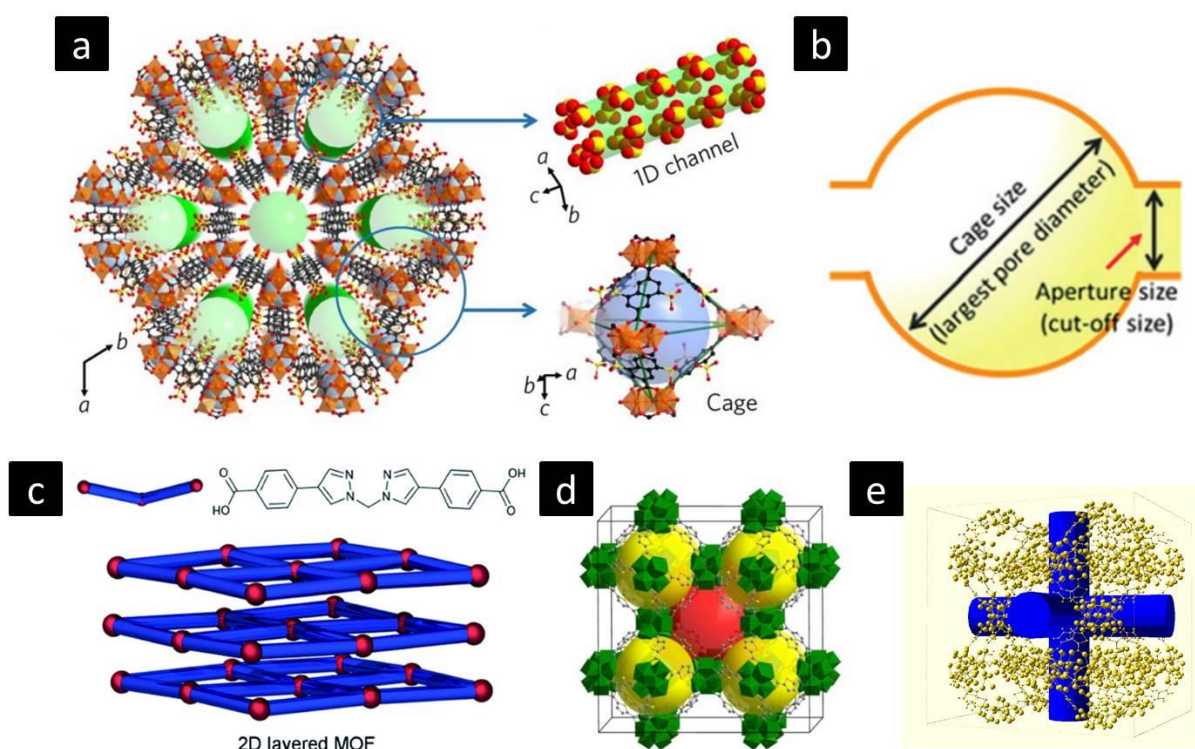 a
1D channel
a
c
b
Cage
b
a
c
b
a
b
Cage size
(largest pore diameter)
Aperture size
(cut-off size)
c
O
HO
N
N
N
N
OH
O
2D layered MOF
d
e